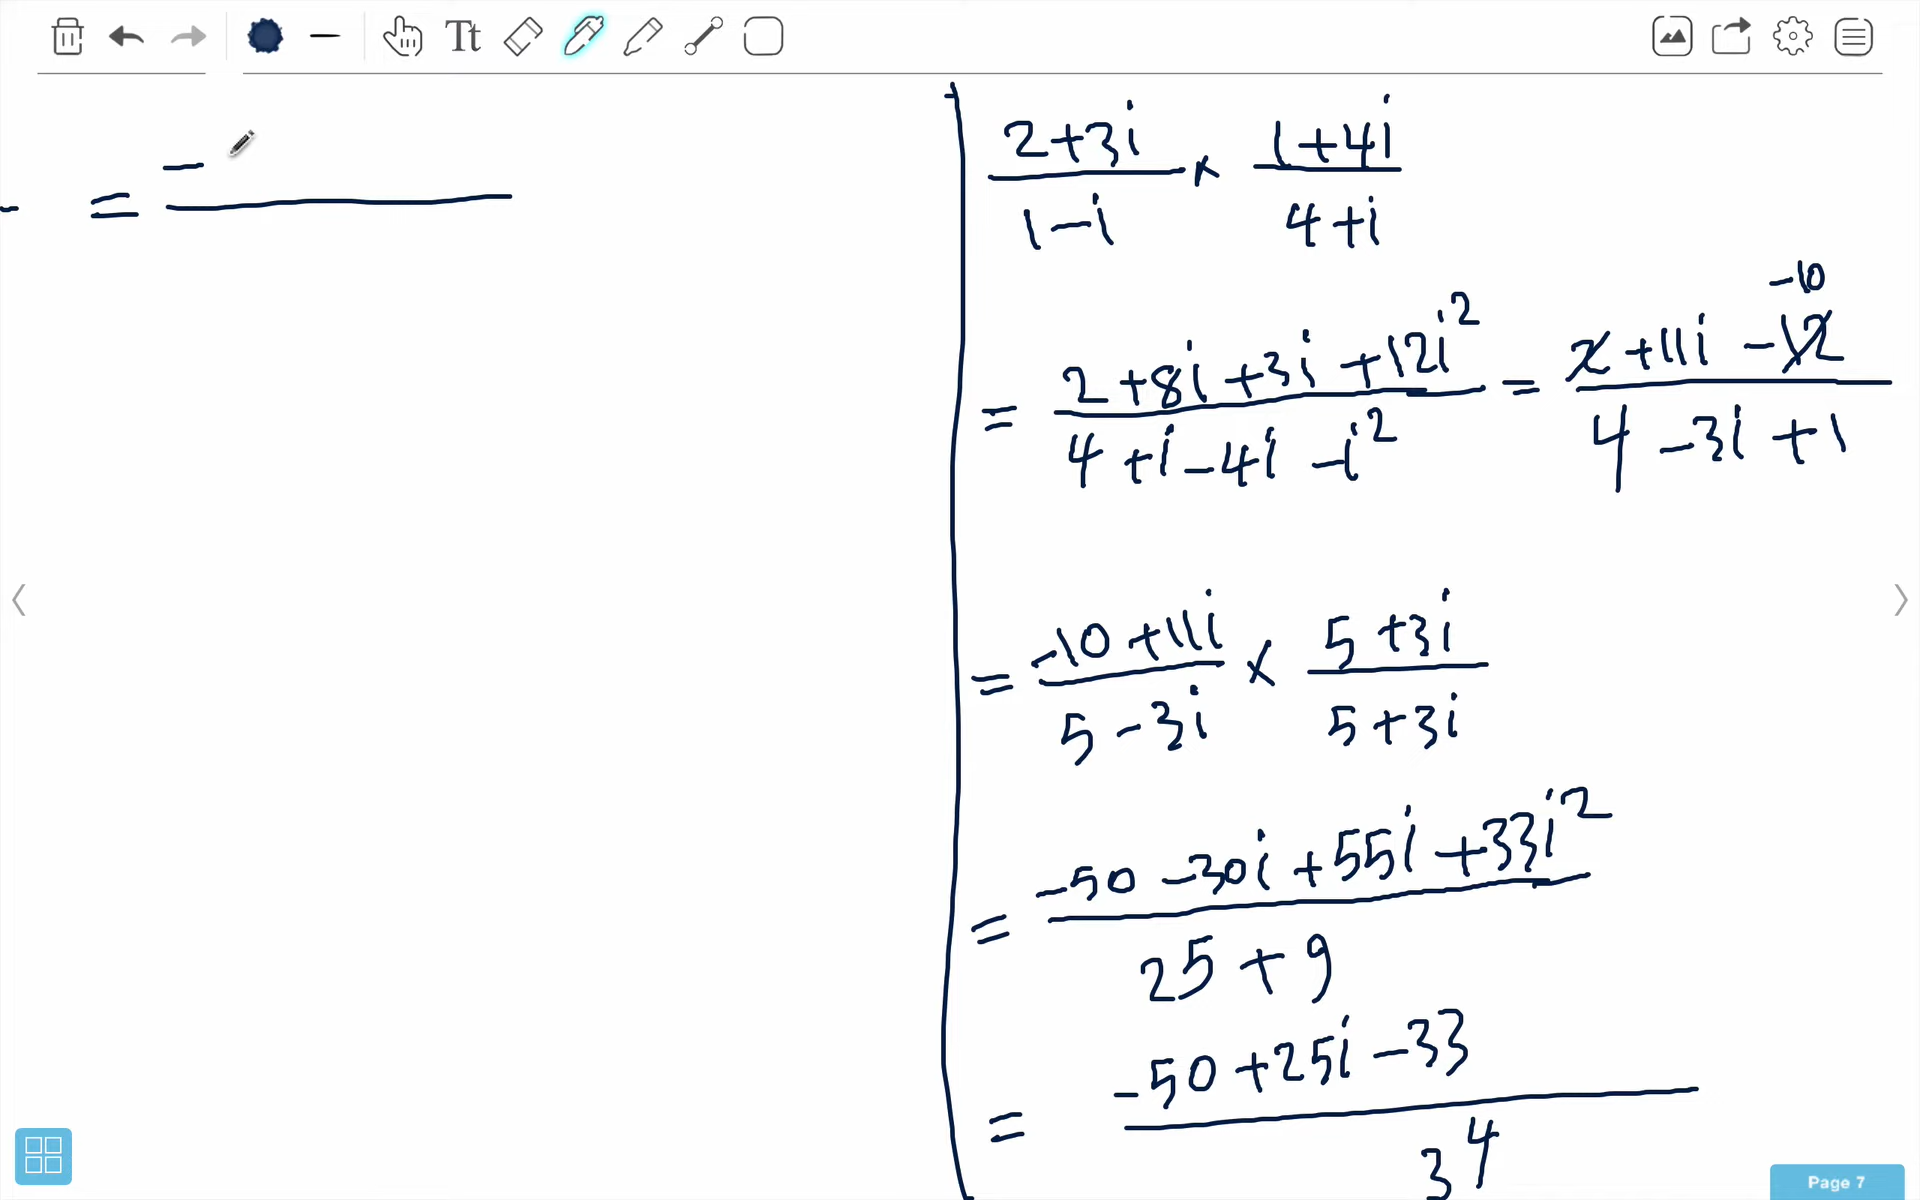 Tt
= -
2+3i/1-i × 1+4i/4+i
-10
= 2+8i+3i+12i²/4+i-4i-i² = 2+11i-12/4-3i+1
= -10+11i/5-3i × 5+3i/5+3i
= -50-30i+55i+33i²/25+9
= -50+25i-33/34
Page 7